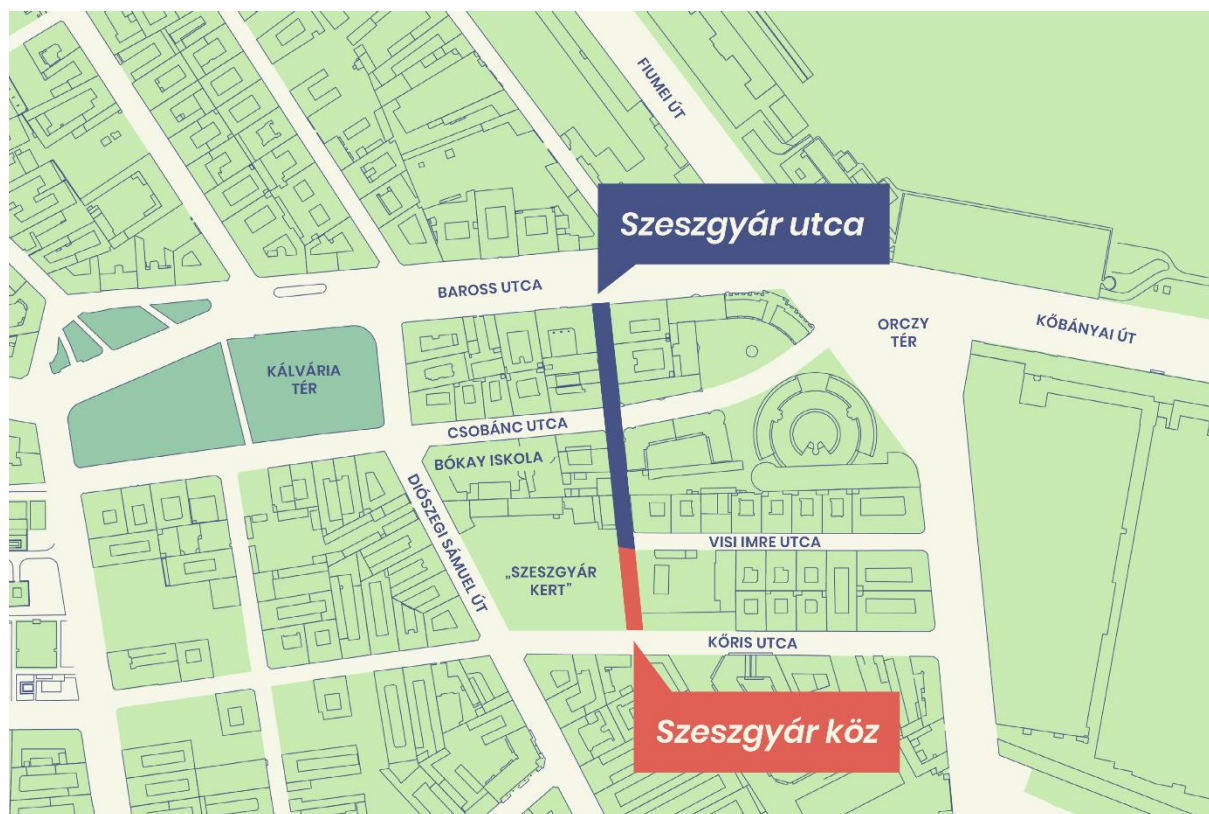 FIUMEI ÚT
Szeszgyár utca
BAROSS UTCA
ORCZY
TÉR
KŐBÁNYAI ÚT
KÁLVÁRIA
TÉR
CSOBÁNC UTCA
BÓKAY ISKOLA
DIÓSZEGI SÁMUEL ÚT
VISI IMRE UTCA
„SZESZGYÁR
KERT”
KŐRIS UTCA
Szeszgyár köz